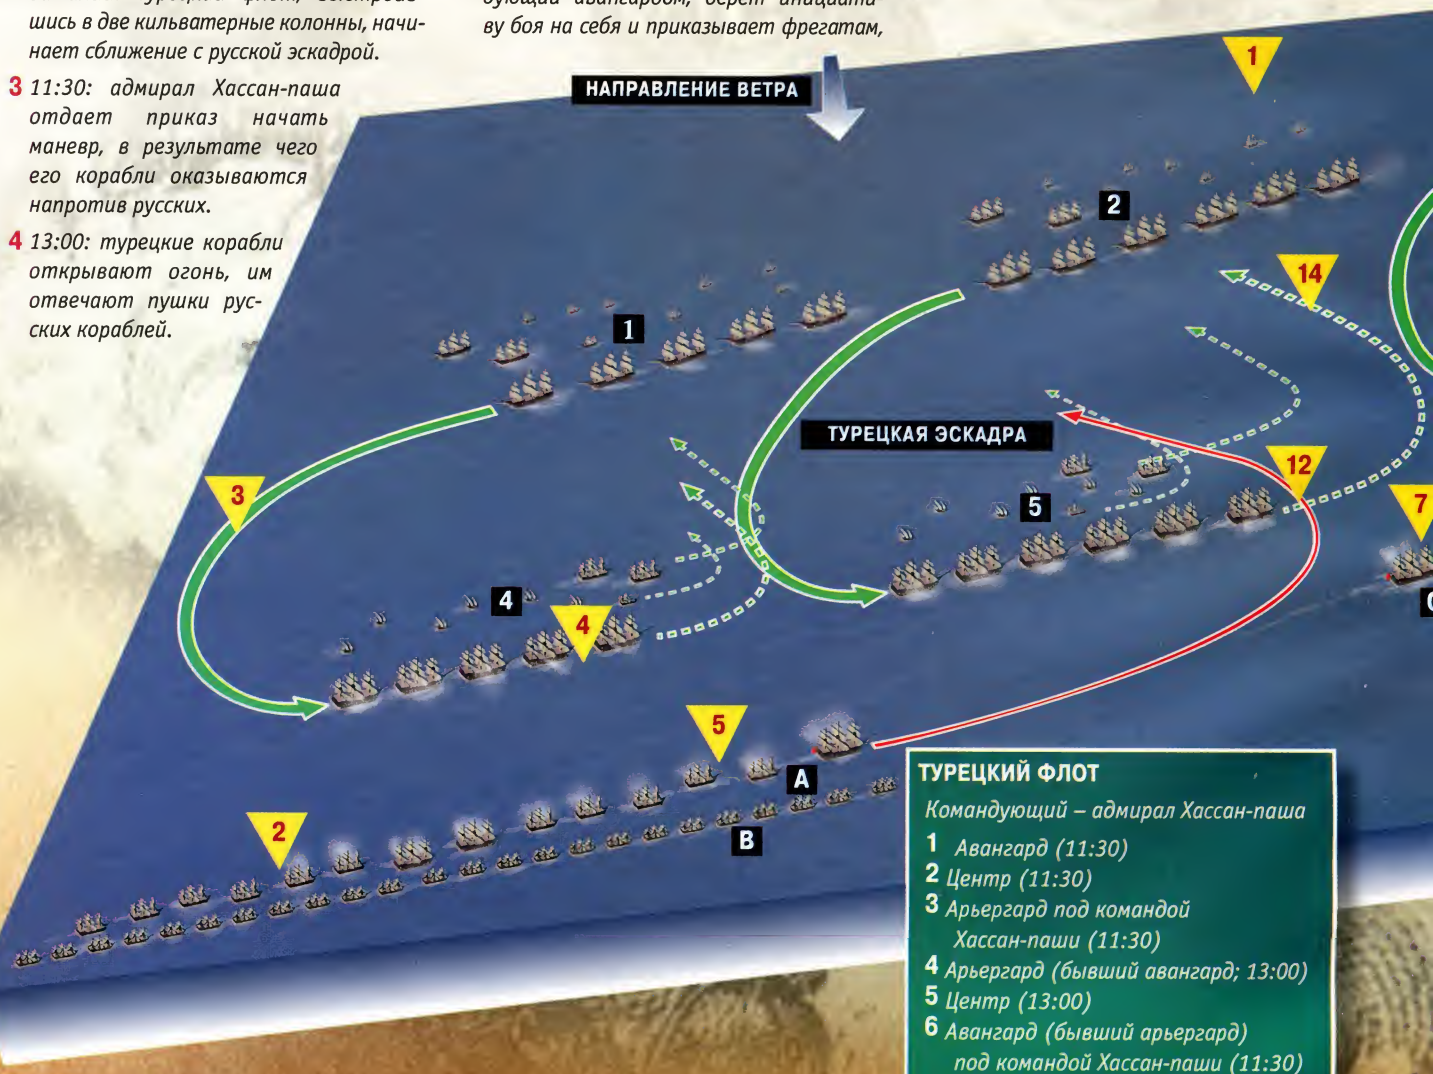 шись в две кильватерные колонны, начи-
нает сближение с русской эскадрой.
3 11:30: адмирал Хассан-паша
отдает приказ начать
маневр, в результате чего
его корабли оказываются
напротив русских.
4 13:00: турецкие корабли
открывают огонь, им
отвечают пушки рус-
ских кораблей.
ву боя на себя и приказывает фрегатам,
НАПРАВЛЕНИЕ ВЕТРА
1
2
14
1
ТУРЕЦКАЯ ЭСКАДРА
3
12
5
7
4
4
5
A
2
B
ТУРЕЦКИЙ ФЛОТ
Командующий – адмирал Хассан-паша
1 Авангард (11:30)
2 Центр (11:30)
3 Арьергард под командой
Хассан-паши (11:30)
4 Арьергард (бывший авангард; 13:00)
5 Центр (13:00)
6 Авангард (бывший арьергард)
под командой Хассан-паши (11:30)